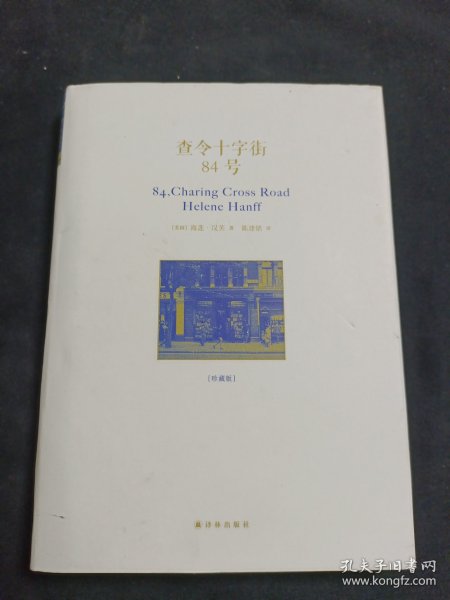 查令十字街
84号
84, Charing Cross Road
Helene Hanff
[美国] 海莲·汉芙 著 陈建铭 译
[珍藏版]
译林出版社
孔夫子旧书网
www.kongfz.com